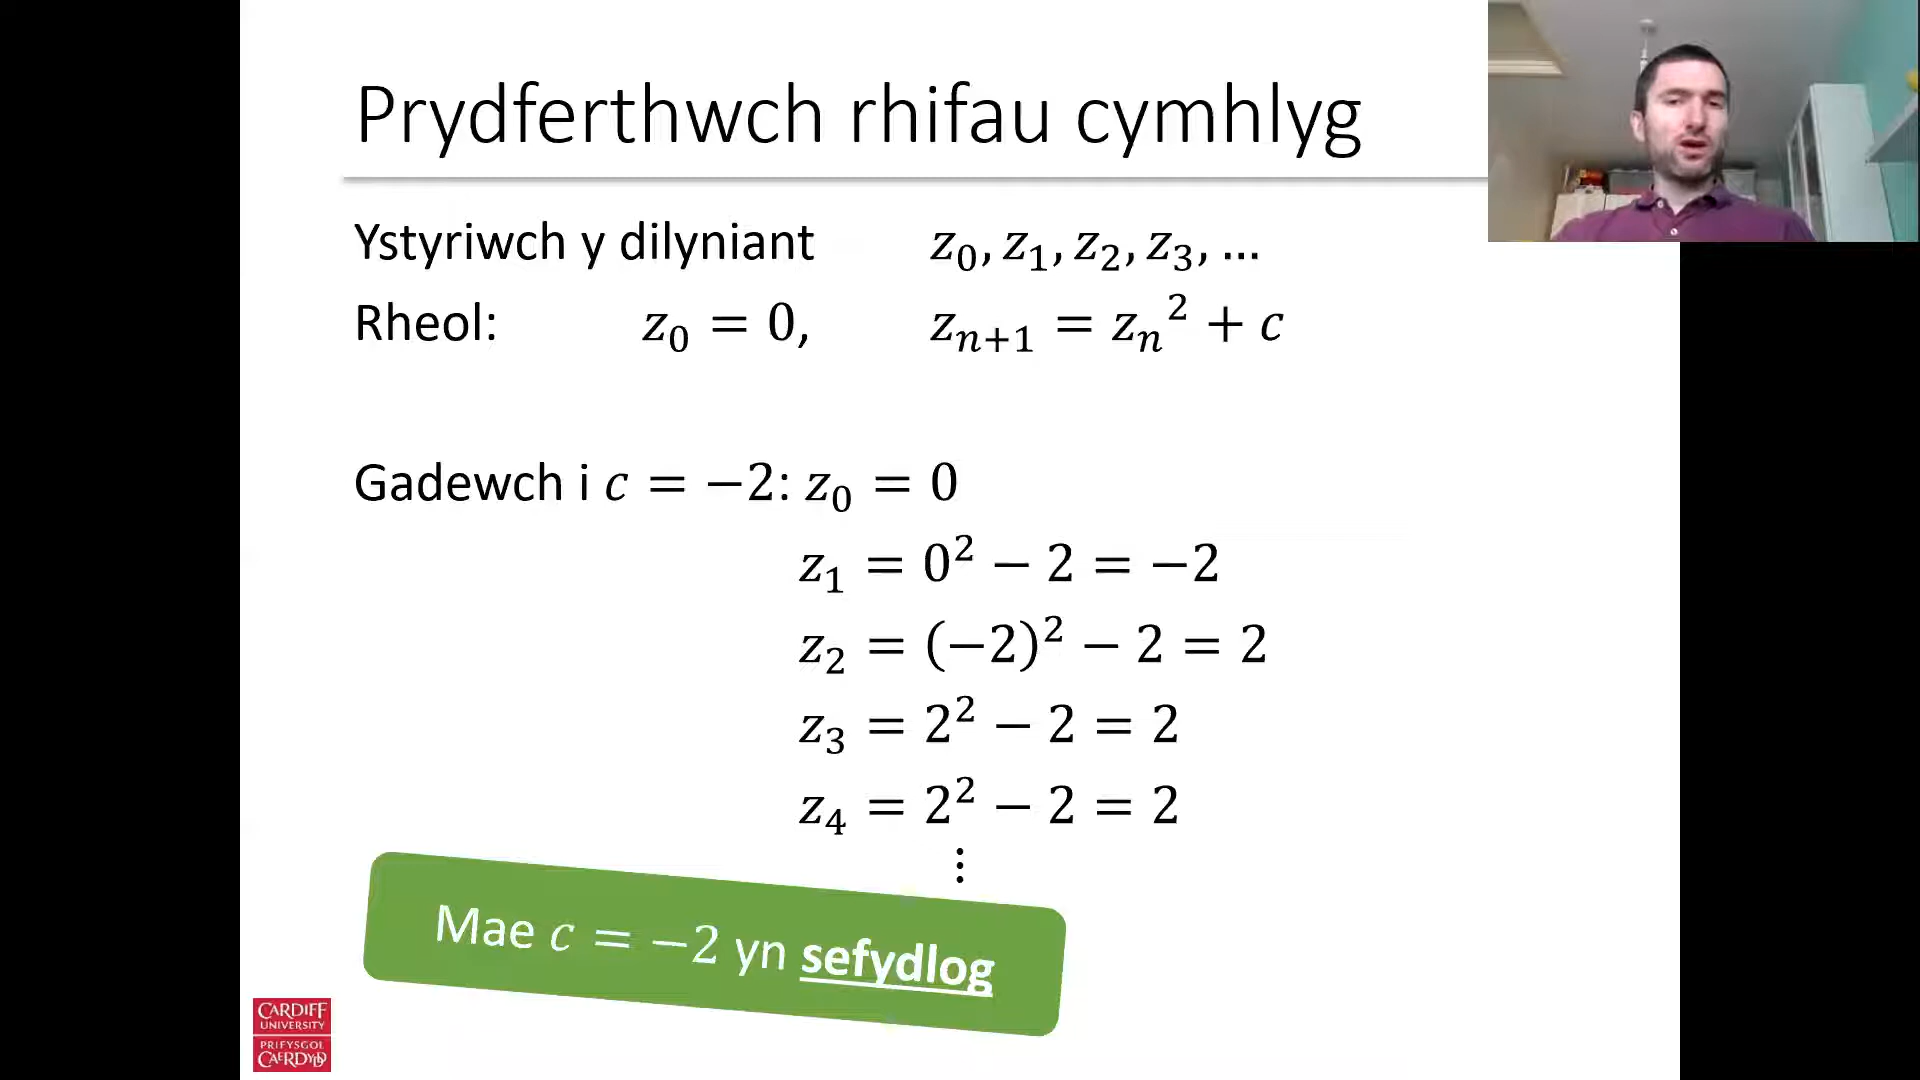 Prydferthwch rhifau cymhlyg
Ystyriwch y dilyniant z₀, z₁, z₂, z₃, …
Rheol: z₀ = 0, zₙ₊₁ = zₙ² + c
Gadewch i c = −2: z₀ = 0
z₁ = 0² − 2 = −2
z₂ = (−2)² − 2 = 2
z₃ = 2² − 2 = 2
z₄ = 2² − 2 = 2
⋮
Mae c = −2 yn sefydlog
CARDIFF
UNIVERSITY
PRIFYSGOL
CAERDYDD